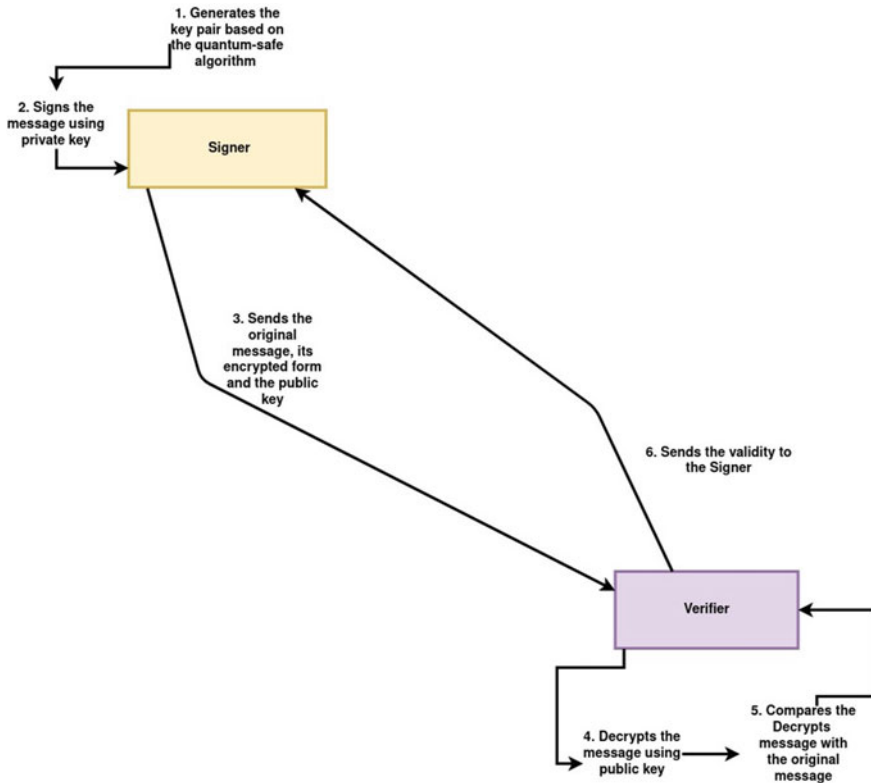 1. Generates the
key pair based on
the quantum-safe
algorithm
2. Signs the
message using
private key
Signer
3. Sends the
original
message, its
encrypted form
and the public
key
6. Sends the validity to
the Signer
Verifier
4. Decrypts the
message using
public key
5. Compares the
Decrypts
message with
the original
message